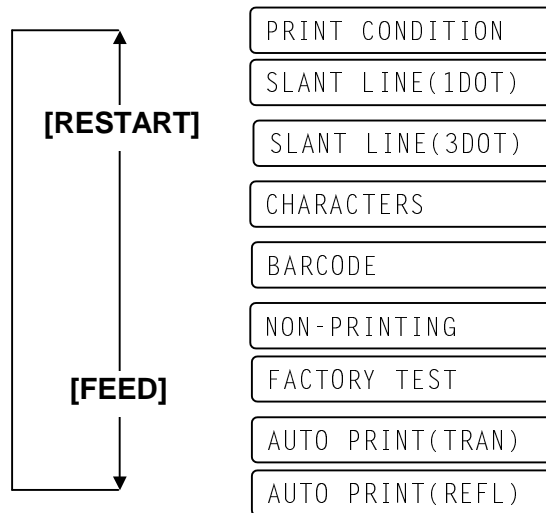 PRINT CONDITION
SLANT LINE(1DOT)
[RESTART]
SLANT LINE(3DOT)
CHARACTERS
BARCODE
NON-PRINTING
[FEED]
FACTORY TEST
AUTO PRINT(TRAN)
AUTO PRINT(REFL)